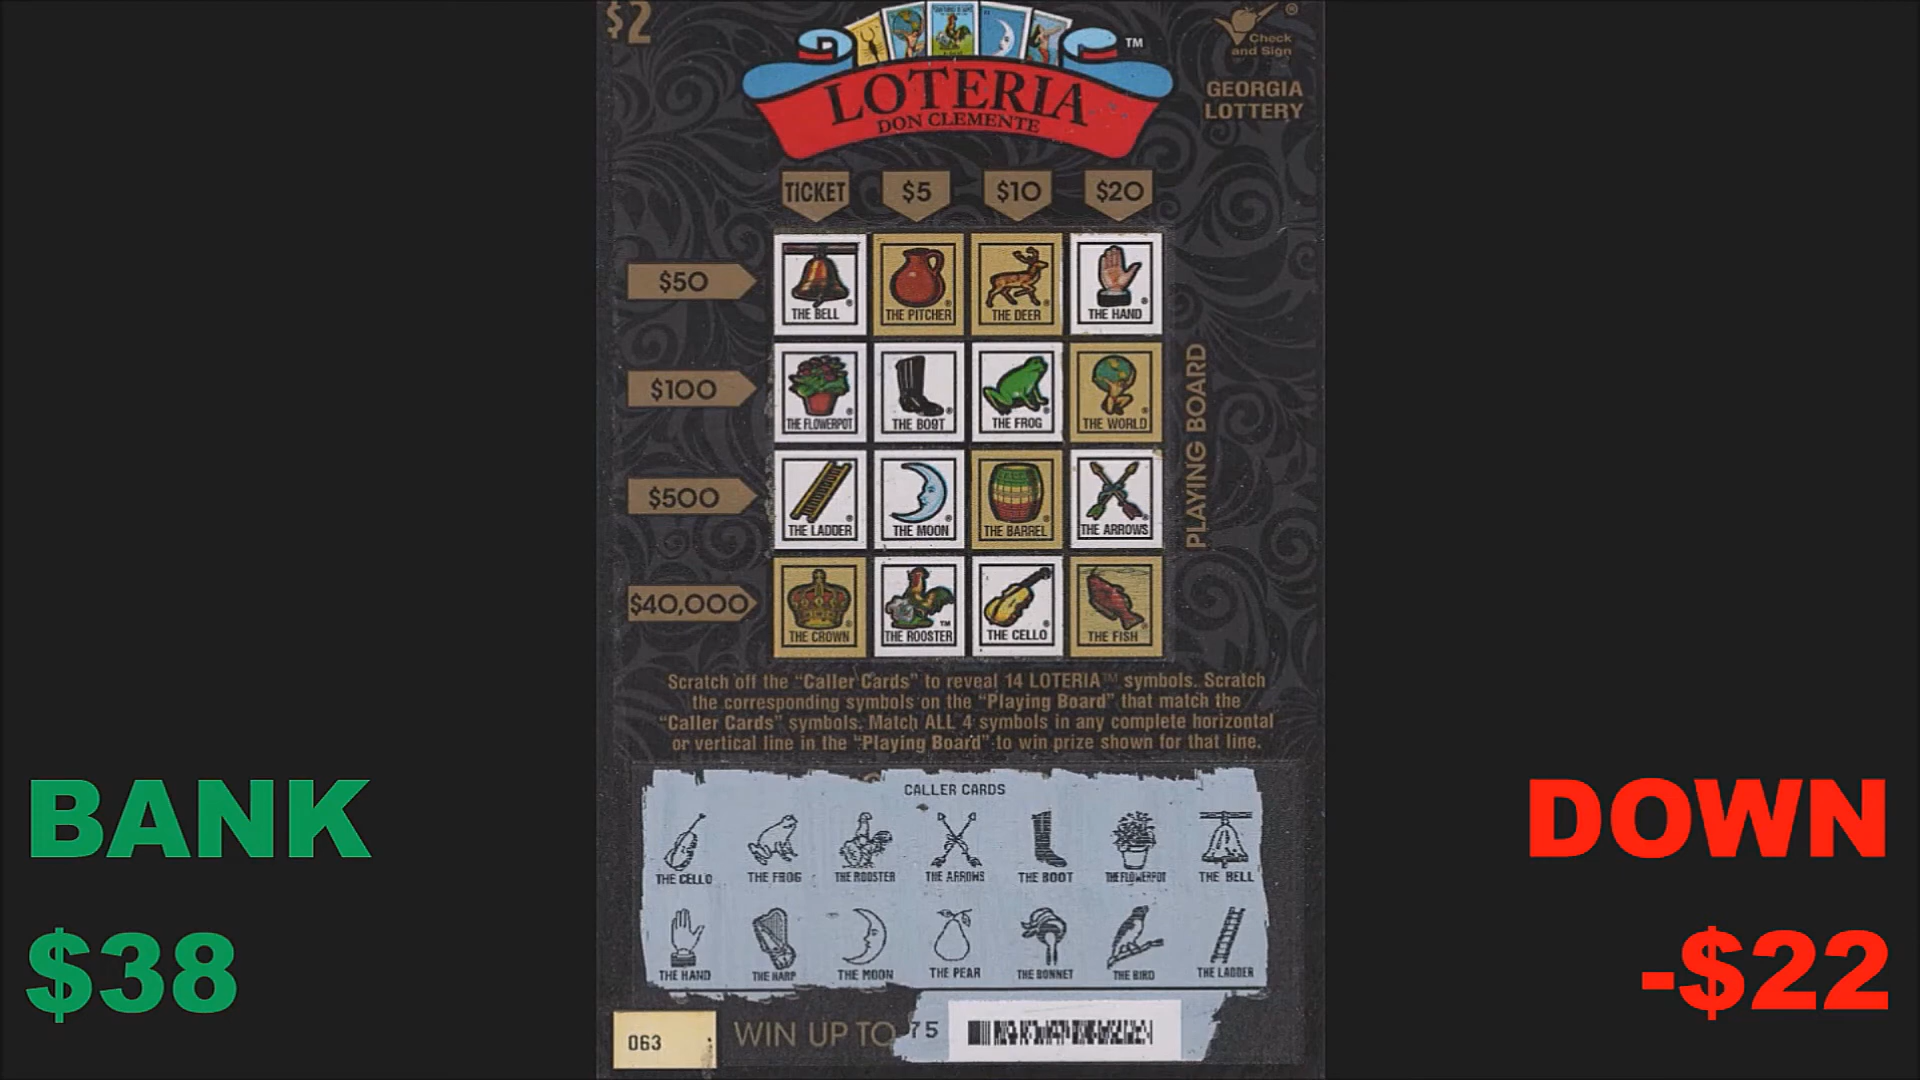 $2
Check
and Sign
®
LOTERIA
DON CLEMENTE
TM
GEORGIA
LOTTERY
TICKET $5 $10 $20
$50
THE BELL THE PITCHER THE DEER THE HAND
$100
THE FLOWERPOT THE BOOT THE FROG THE WORLD
$500
THE LADDER THE MOON THE BARREL THE ARROWS
$40,000
THE CROWN THE ROOSTER THE CELLO THE FISH
PLAYING BOARD
Scratch off the “Caller Cards” to reveal 14 LOTERIA™ symbols. Scratch
the corresponding symbols on the “Playing Board” that match the
“Caller Cards” symbols. Match ALL 4 symbols in any complete horizontal
or vertical line in the “Playing Board” to win prize shown for that line.
CALLER CARDS
THE CELLO THE FROG THE ROOSTER THE ARROWS THE BOOT THE FLOWERPOT THE BELL
THE HAND THE HARP THE MOON THE PEAR THE BONNET THE BIRD THE LADDER
063
WIN UP TO
75
BANK
$38
DOWN
-$22